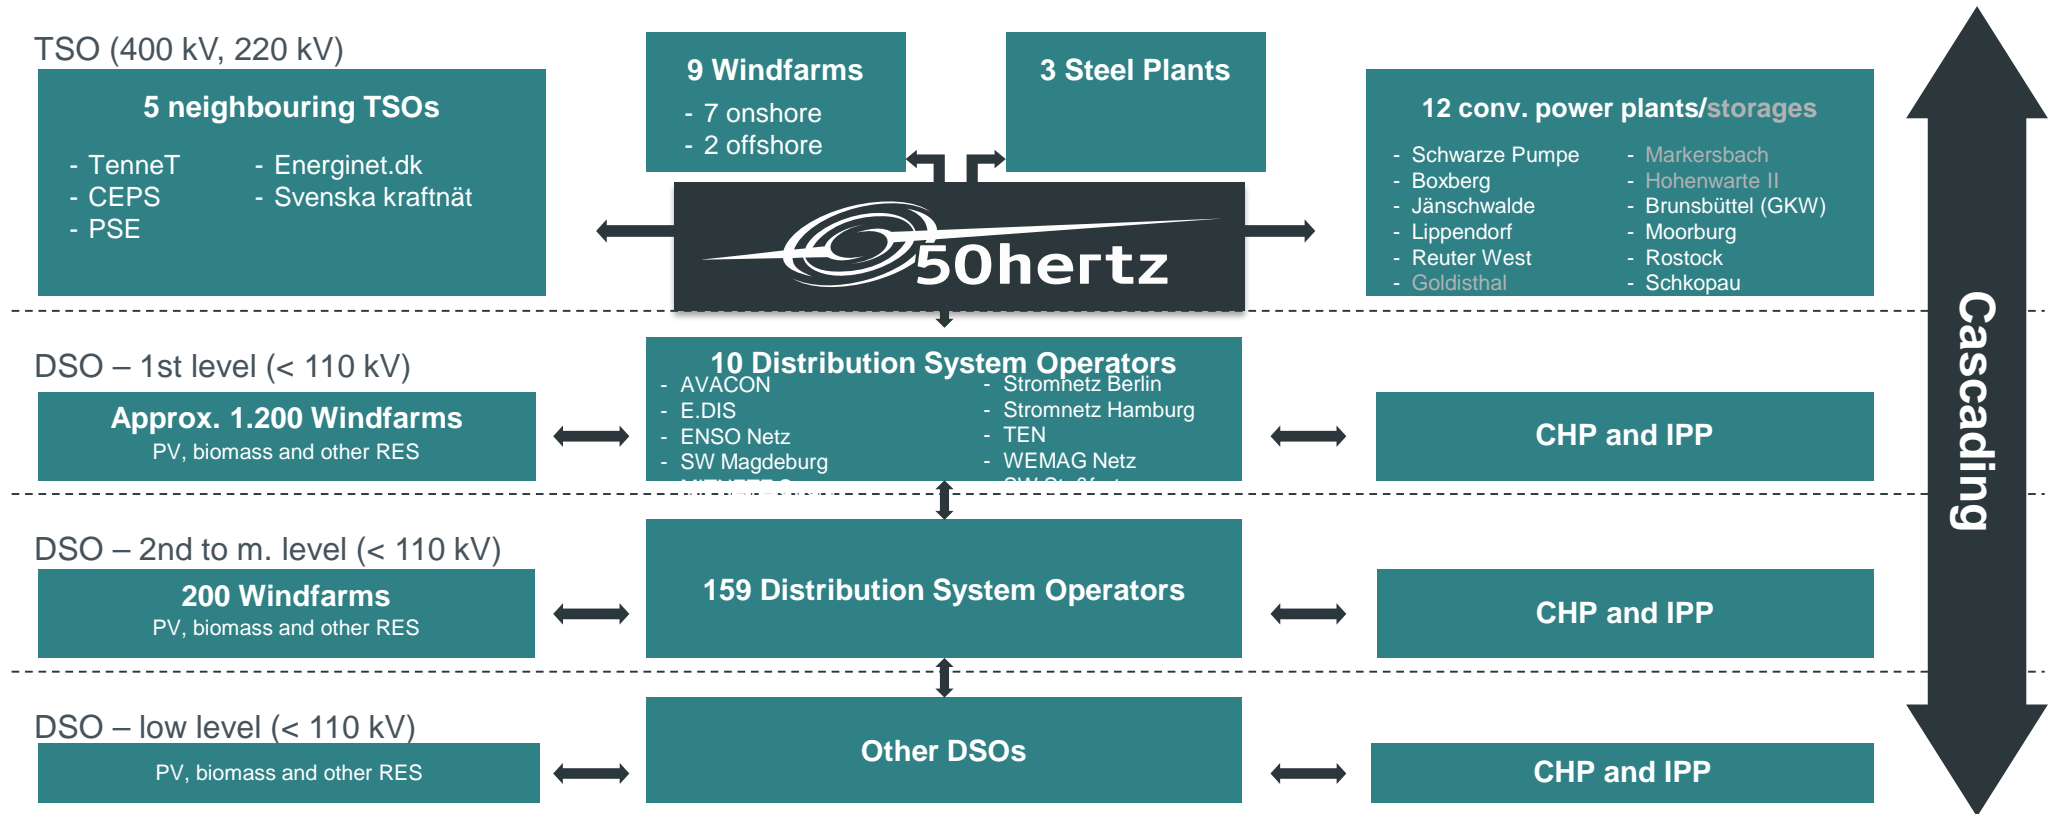 TSO (400 kV, 220 kV)
5 neighbouring TSOs
- TenneT
- CEPS
- PSE
- Energinet.dk
- Svenska kraftnät
9 Windfarms
- 7 onshore
- 2 offshore
3 Steel Plants
12 conv. power plants/storages
- Schwarze Pumpe
- Boxberg
- Jänschwalde
- Lippendorf
- Reuter West
- Goldisthal
- Markersbach
- Hohenwarte II
- Brunsbüttel (GKW)
- Moorburg
- Rostock
- Schkopau
50hertz
DSO – 1st level (< 110 kV)
Approx. 1.200 Windfarms
PV, biomass and other RES
10 Distribution System Operators
- AVACON
- E.DIS
- ENSO Netz
- SW Magdeburg
- Stromnetz Berlin
- Stromnetz Hamburg
- TEN
- WEMAG Netz
CHP and IPP
DSO – 2nd to m. level (< 110 kV)
200 Windfarms
PV, biomass and other RES
159 Distribution System Operators
CHP and IPP
DSO – low level (< 110 kV)
PV, biomass and other RES
Other DSOs
CHP and IPP
Cascading